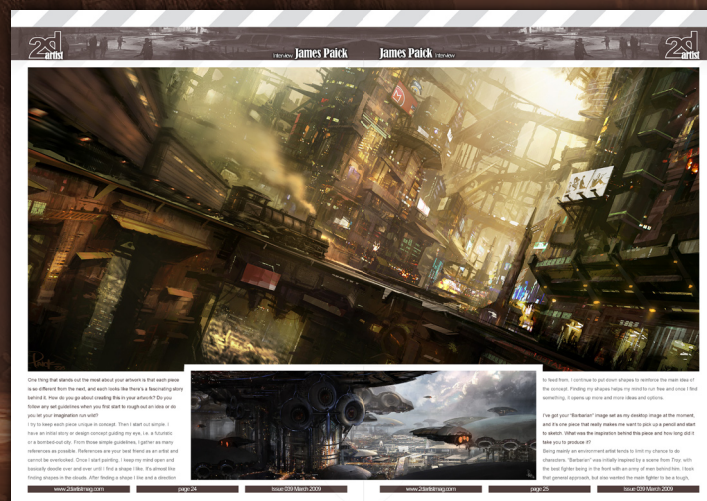 2d
artist
Interview James Paick
James Paick Interview
2d
artist
One thing that stands out the most about your artwork is that each piece
is so different from the next, and each looks like there's a fascinating story
behind it. How do you go about creating this in your artwork? Do you
follow any set guidelines when you first start to rough out an idea or do
you let your imagination run wild?
I try to keep each piece unique in concept. Then I start out simple. I
have an initial story or design concept guiding my eye, i.e. a futuristic
or a bombed-out city. From those simple guidelines, I gather as many
references as possible. References are your best friend as an artist and
cannot be overlooked. Once I start painting, I keep my mind open and
basically doodle over and over until I find a shape I like. It's almost like
finding shapes in the clouds. After finding a shape I like and a direction
to lead them, I continue to put down shapes to reinforce the main idea of
the concept. Finding my shapes helps my mind to run free and once I find
something, it opens up more and more ideas and options.
I've got your "Barbarian" image set as my desktop image at the moment,
and it's one piece that really makes me want to pick up a pencil and start
to sketch. What was the inspiration behind this piece and how long did it
take you to produce it?
Being mainly an environment artist tends to limit my chance to do
characters. "Barbarian" was initially inspired by a scene from Troy, with
the best fighter being in the front with an army of men behind him. I took
that general approach, but also wanted the main fighter to be a tough,
www.2dartistmag.com
page 24
issue 039 March 2009
www.2dartistmag.com
page 25
issue 039 March 2009